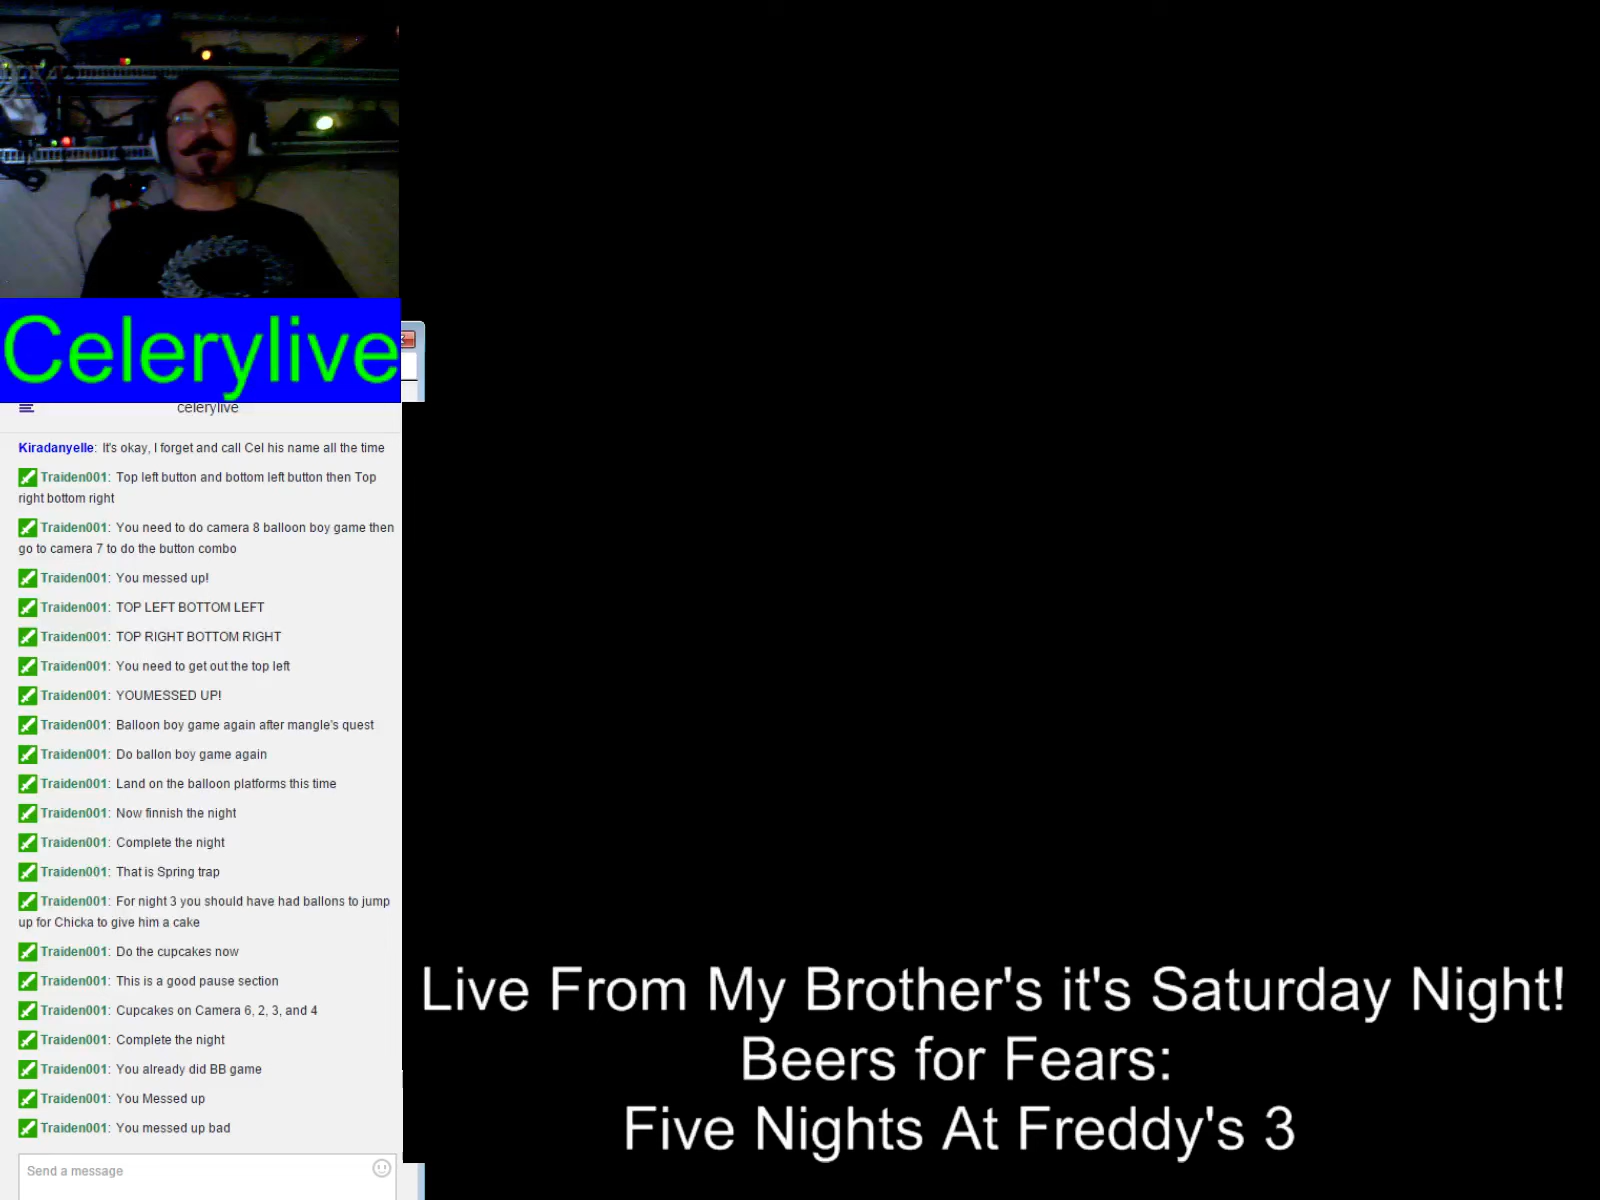 Celerylive
celerylive
Kiradanyelle: It's okay, I forget and call Cel his name all the time
Traiden001: Top left button and bottom left button then Top
right bottom right
Traiden001: You need to do camera 8 balloon boy game then
go to camera 7 to do the button combo
Traiden001: You messed up!
Traiden001: TOP LEFT BOTTOM LEFT
Traiden001: TOP RIGHT BOTTOM RIGHT
Traiden001: You need to get out the top left
Traiden001: YOUMESSED UP!
Traiden001: Balloon boy game again after mangle's quest
Traiden001: Do ballon boy game again
Traiden001: Land on the balloon platforms this time
Traiden001: Now finnish the night
Traiden001: Complete the night
Traiden001: That is Spring trap
Traiden001: For night 3 you should have had ballons to jump
up for Chicka to give him a cake
Traiden001: Do the cupcakes now
Traiden001: This is a good pause section
Traiden001: Cupcakes on Camera 6, 2, 3, and 4
Traiden001: Complete the night
Traiden001: You already did BB game
Traiden001: You Messed up
Traiden001: You messed up bad
Send a message
Live From My Brother's it's Saturday Night!
Beers for Fears:
Five Nights At Freddy's 3